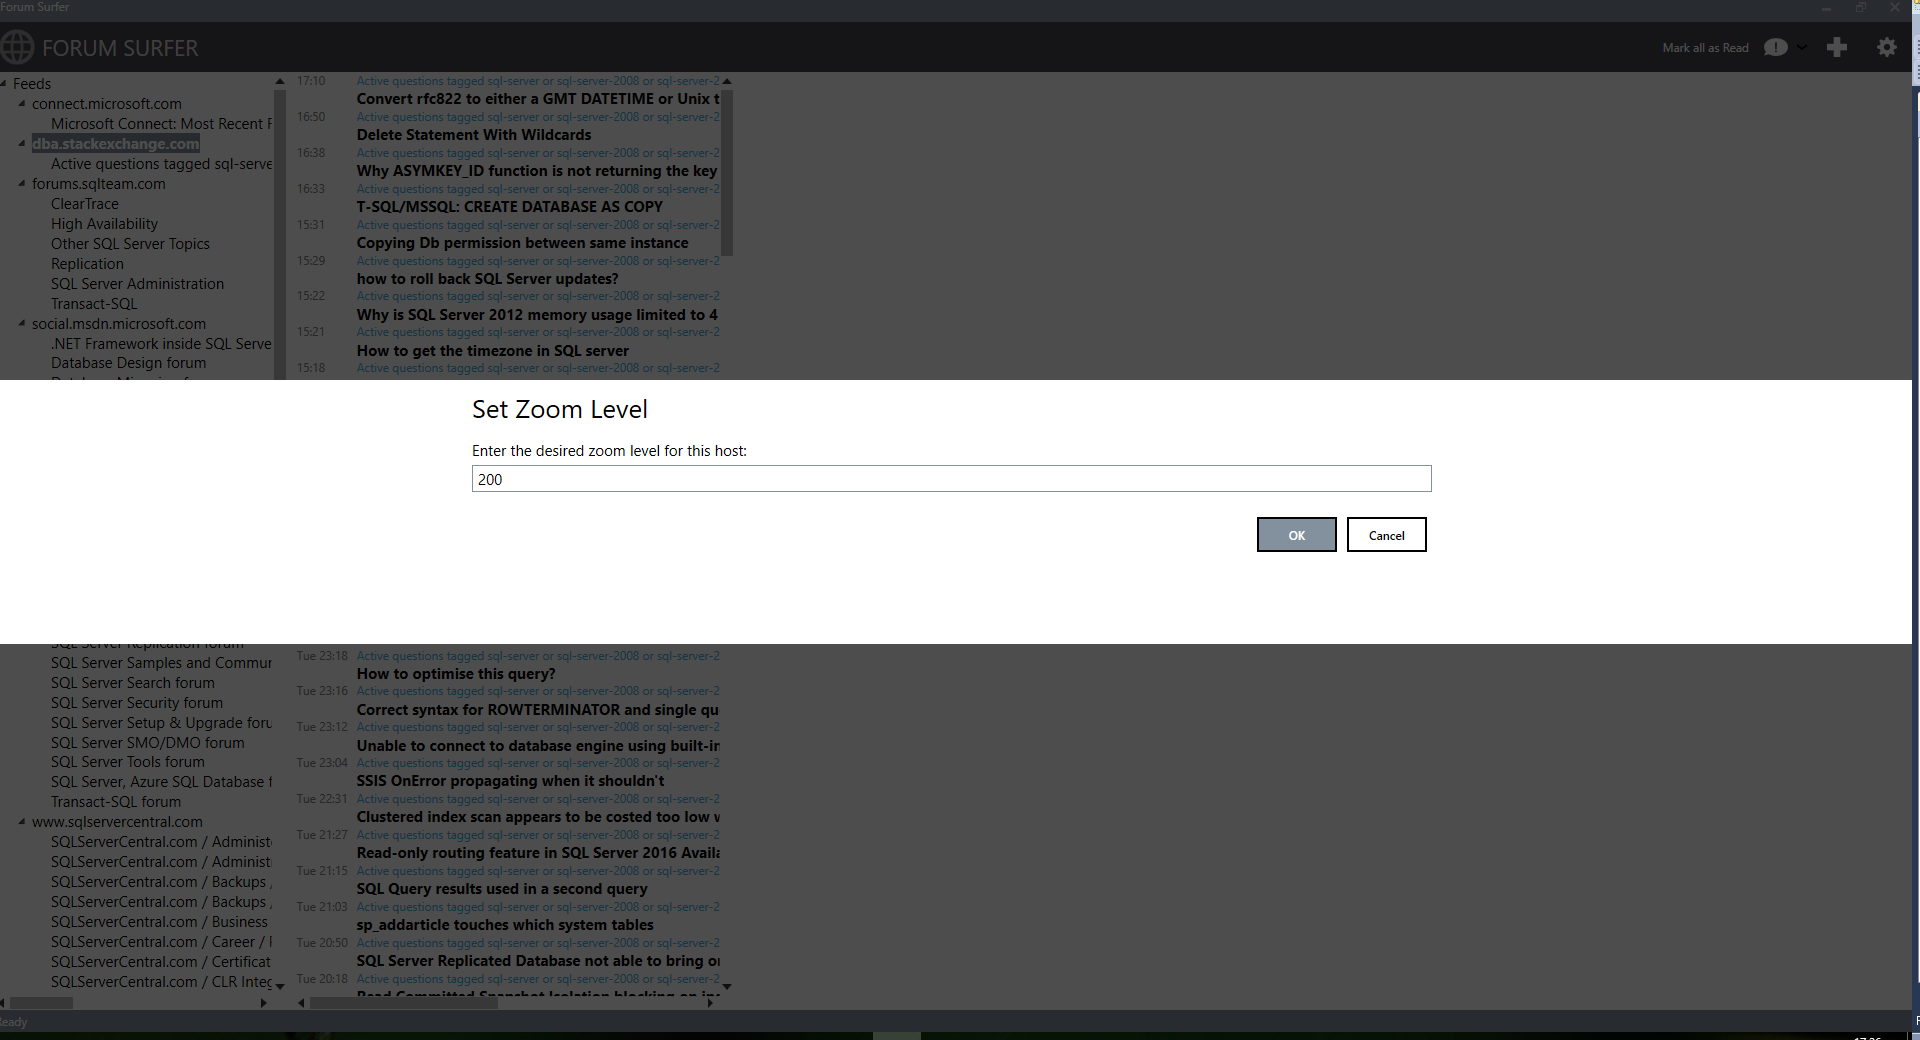 Forum Surfer
FORUM SURFER
Mark all as Read
Feeds
connect.microsoft.com
Microsoft Connect: Most Recent F
dba.stackexchange.com
Active questions tagged sql-serve
forums.sqlteam.com
ClearTrace
High Availability
Other SQL Server Topics
Replication
SQL Server Administration
Transact-SQL
social.msdn.microsoft.com
.NET Framework inside SQL Serve
Database Design forum
17:10 Active questions tagged sql-server or sql-server-2008 or sql-server-2
Convert rfc822 to either a GMT DATETIME or Unix t
16:50 Active questions tagged sql-server or sql-server-2008 or sql-server-2
Delete Statement With Wildcards
16:38 Active questions tagged sql-server or sql-server-2008 or sql-server-2
Why ASYMKEY_ID function is not returning the key
16:33 Active questions tagged sql-server or sql-server-2008 or sql-server-2
T-SQL/MSSQL: CREATE DATABASE AS COPY
15:31 Active questions tagged sql-server or sql-server-2008 or sql-server-2
Copying Db permission between same instance
15:29 Active questions tagged sql-server or sql-server-2008 or sql-server-2
how to roll back SQL Server updates?
15:22 Active questions tagged sql-server or sql-server-2008 or sql-server-2
Why is SQL Server 2012 memory usage limited to 4
15:21 Active questions tagged sql-server or sql-server-2008 or sql-server-2
How to get the timezone in SQL server
15:18 Active questions tagged sql-server or sql-server-2008 or sql-server-2
Set Zoom Level
Enter the desired zoom level for this host:
200
OK
Cancel
SQL Server Replication forum
SQL Server Samples and Commun
SQL Server Search forum
SQL Server Security forum
SQL Server Setup & Upgrade foru
SQL Server SMO/DMO forum
SQL Server Tools forum
SQL Server, Azure SQL Database f
Transact-SQL forum
www.sqlservercentral.com
SQLServerCentral.com / Administ
SQLServerCentral.com / Administ
SQLServerCentral.com / Backups /
SQLServerCentral.com / Backups /
SQLServerCentral.com / Business
SQLServerCentral.com / Career / F
SQLServerCentral.com / Certificat
SQLServerCentral.com / CLR Integ
Tue 23:18 Active questions tagged sql-server or sql-server-2008 or sql-server-2
How to optimise this query?
Tue 23:16 Active questions tagged sql-server or sql-server-2008 or sql-server-2
Correct syntax for ROWTERMINATOR and single qu
Tue 23:12 Active questions tagged sql-server or sql-server-2008 or sql-server-2
Unable to connect to database engine using built-in
Tue 23:04 Active questions tagged sql-server or sql-server-2008 or sql-server-2
SSIS OnError propagating when it shouldn't
Tue 22:31 Active questions tagged sql-server or sql-server-2008 or sql-server-2
Clustered index scan appears to be costed too low w
Tue 21:27 Active questions tagged sql-server or sql-server-2008 or sql-server-2
Read-only routing feature in SQL Server 2016 Availa
Tue 21:15 Active questions tagged sql-server or sql-server-2008 or sql-server-2
SQL Query results used in a second query
Tue 21:03 Active questions tagged sql-server or sql-server-2008 or sql-server-2
sp_addarticle touches which system tables
Tue 20:50 Active questions tagged sql-server or sql-server-2008 or sql-server-2
SQL Server Replicated Database not able to bring o
Tue 20:18 Active questions tagged sql-server or sql-server-2008 or sql-server-2
Read Committed Snapshot Isolation blocking on in
Ready